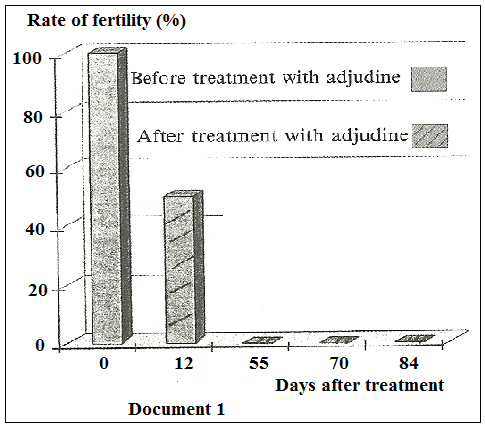 Rate of fertility (%)
100
Before treatment with adjudine
80
After treatment with adjudine
60
40
20
0
0 12 55 70 84
Days after treatment
Document 1